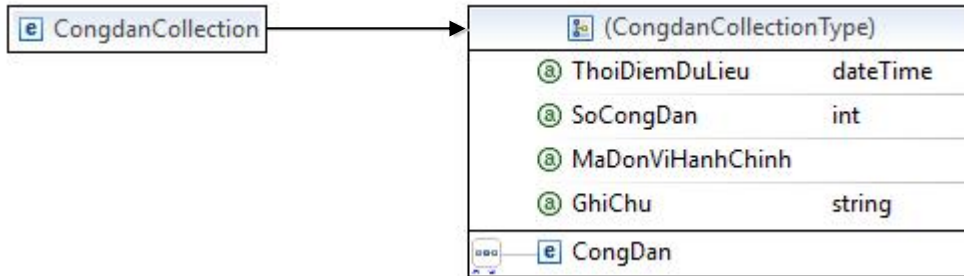 CongdanCollection
(CongdanCollectionType)
ThoiDiemDuLieu dateTime
SoCongDan int
MaDonViHanhChinh
GhiChu string
CongDan